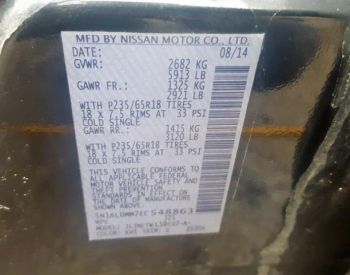 MFD BY NISSAN MOTOR CO., LTD.
DATE: 08/14
GVWR: 2682 KG
5913 LB
GAWR FR.: 1325 KG
2921 LB
WITH P235/65R18 TIRES
18 X 7.5 RIMS AT 33 PSI
COLD SINGLE
GAWR RR.: 1415 KG
3120 LB
WITH P235/65R18 TIRES
18 X 7.5 RIMS AT 33 PSI
COLD SINGLE
THIS VEHICLE CONFORMS TO
ALL APPLICABLE FEDERAL
MOTOR VEHICLE SAFETY
AND THEFT PREVENTION
STANDARDS IN EFFECT ON
THE DATE OF MANUFACTURE
SHOWN ABOVE.
5N1AL0MM7EC548863
MPV
MODEL:
COLOR: KH3 TRIM: G